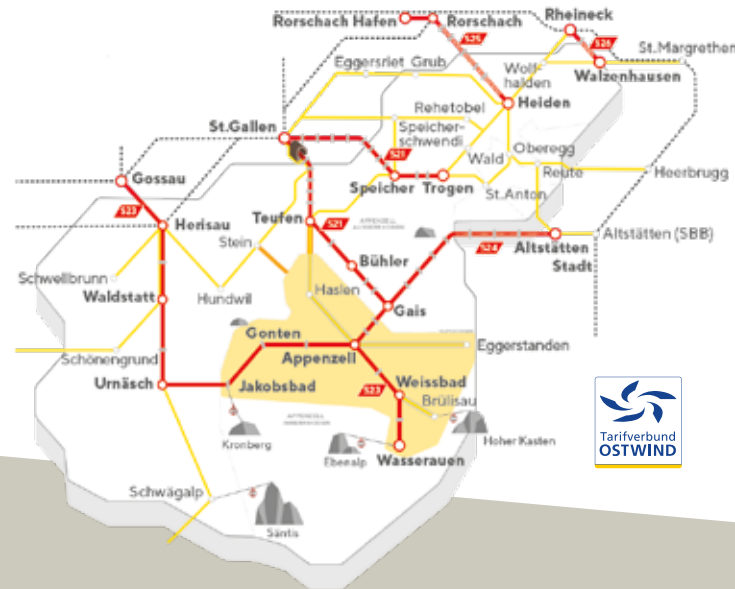 Rorschach Hafen
Rorschach
Rheineck
S25
S26
St.Margrethen
Eggersriet
Grub
Wolf-
halden
Walzenhausen
Heiden
Rehetobel
St.Gallen
Speicher-
schwendi
S21
Wald
Oberegg
Reute
Heerbrugg
Gossau
Speicher
Trogen
St.Anton
S23
Herisau
Teufen
S21
Stein
Bühler
S24
Altstätten
Stadt
Altstätten (SBB)
Schwellbrunn
Waldstatt
Hundwil
Haslen
Gais
Gonten
Appenzell
Eggerstanden
Schönengrund
Urnäsch
Jakobsbad
S23
Weissbad
Brülisau
Kronberg
Hoher Kasten
Ebenalp
Wasserauen
Schwägalp
Säntis
Tarifverbund
OSTWIND